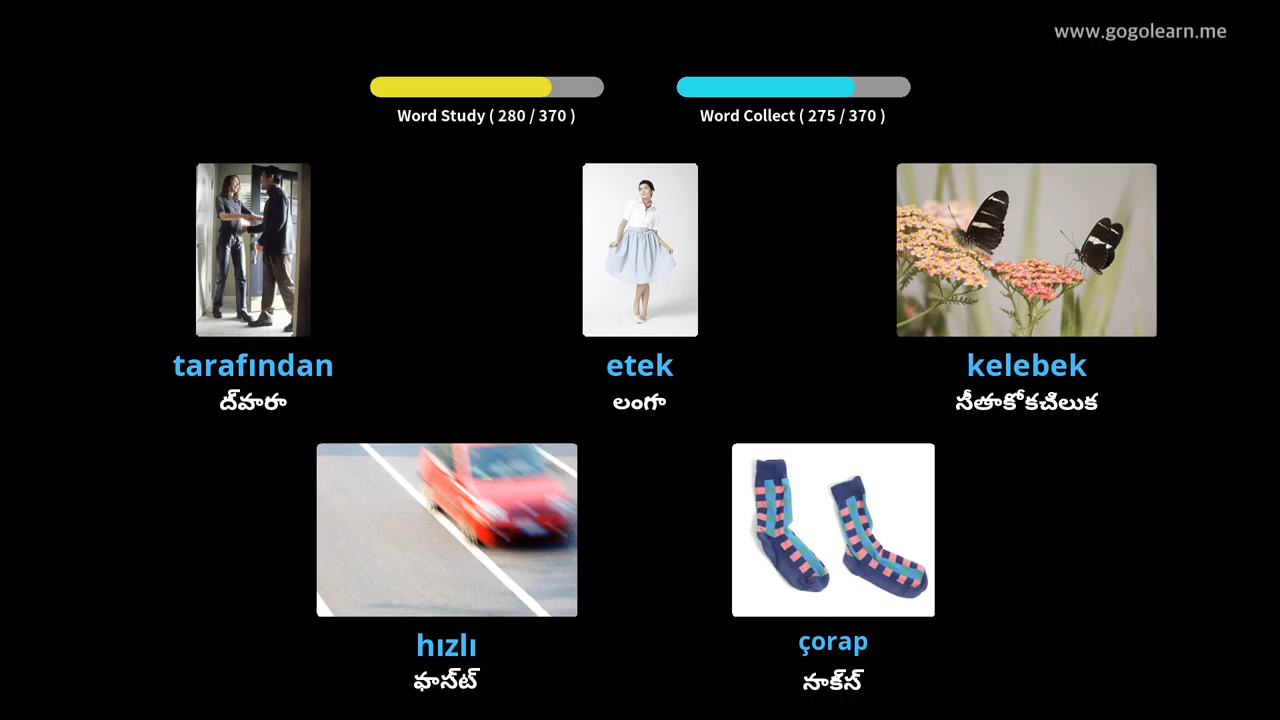 www.gogolearn.me
Word Study ( 280 / 370 )
Word Collect ( 275 / 370 )
tarafından
ద్‌వారా
etek
లంగా
kelebek
సీతాకోకచిలుక
hızlı
ఫాస్‌ట్
çorap
సాక్‌స్